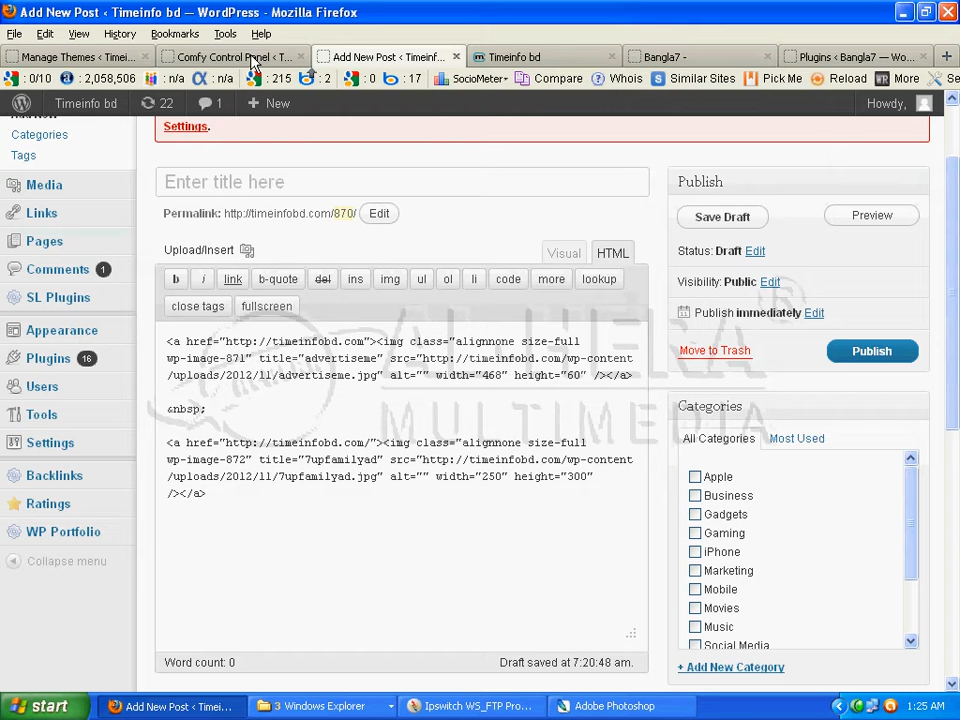 Add New Post ‹ Timeinfo bd — WordPress - Mozilla Firefox
File Edit View History Bookmarks Tools Help
Manage Themes ‹ Timei... Comfy Control Panel ‹ T... Add New Post ‹ Timeinf... Timeinfo bd Bangla7 - Plugins ‹ Bangla7 — Wo...
: 0/10 : 2,058,506 : n/a : n/a : 215 : 2 : 0 : 17 SocioMeter Compare Whois Similar Sites Pick Me Reload More Se
Timeinfo bd 22 1 New Howdy,
Categories
Tags
Media
Links
Pages
Comments 1
SL Plugins
Appearance
Plugins 16
Users
Tools
Settings
Backlinks
Ratings
WP Portfolio
Collapse menu
Settings.
Enter title here
Permalink: http://timeinfobd.com/870/ Edit
Upload/Insert Visual HTML
b i link b-quote del ins img ul ol li code more lookup
close tags fullscreen
<a href="http://timeinfobd.com"><img class="alignnone size-full
wp-image-871" title="advertiseme" src="http://timeinfobd.com/wp-content
/uploads/2012/11/advertiseme.jpg" alt="" width="468" height="60" /></a>
&nbsp;
<a href="http://timeinfobd.com/"><img class="alignnone size-full
wp-image-872" title="7upfamilyad" src="http://timeinfobd.com/wp-content
/uploads/2012/11/7upfamilyad.jpg" alt="" width="250" height="300"
/></a>
Word count: 0 Draft saved at 7:20:48 am.
Publish
Save Draft Preview
Status: Draft Edit
Visibility: Public Edit
Publish immediately Edit
Move to Trash Publish
Categories
All Categories Most Used
Apple
Business
Gadgets
Gaming
iPhone
Marketing
Mobile
Movies
Music
Social Media
+ Add New Category
MULTIMEDIA
start Add New Post ‹ Timei... 3 Windows Explorer Ipswitch WS_FTP Pro... Adobe Photoshop 1:25 AM